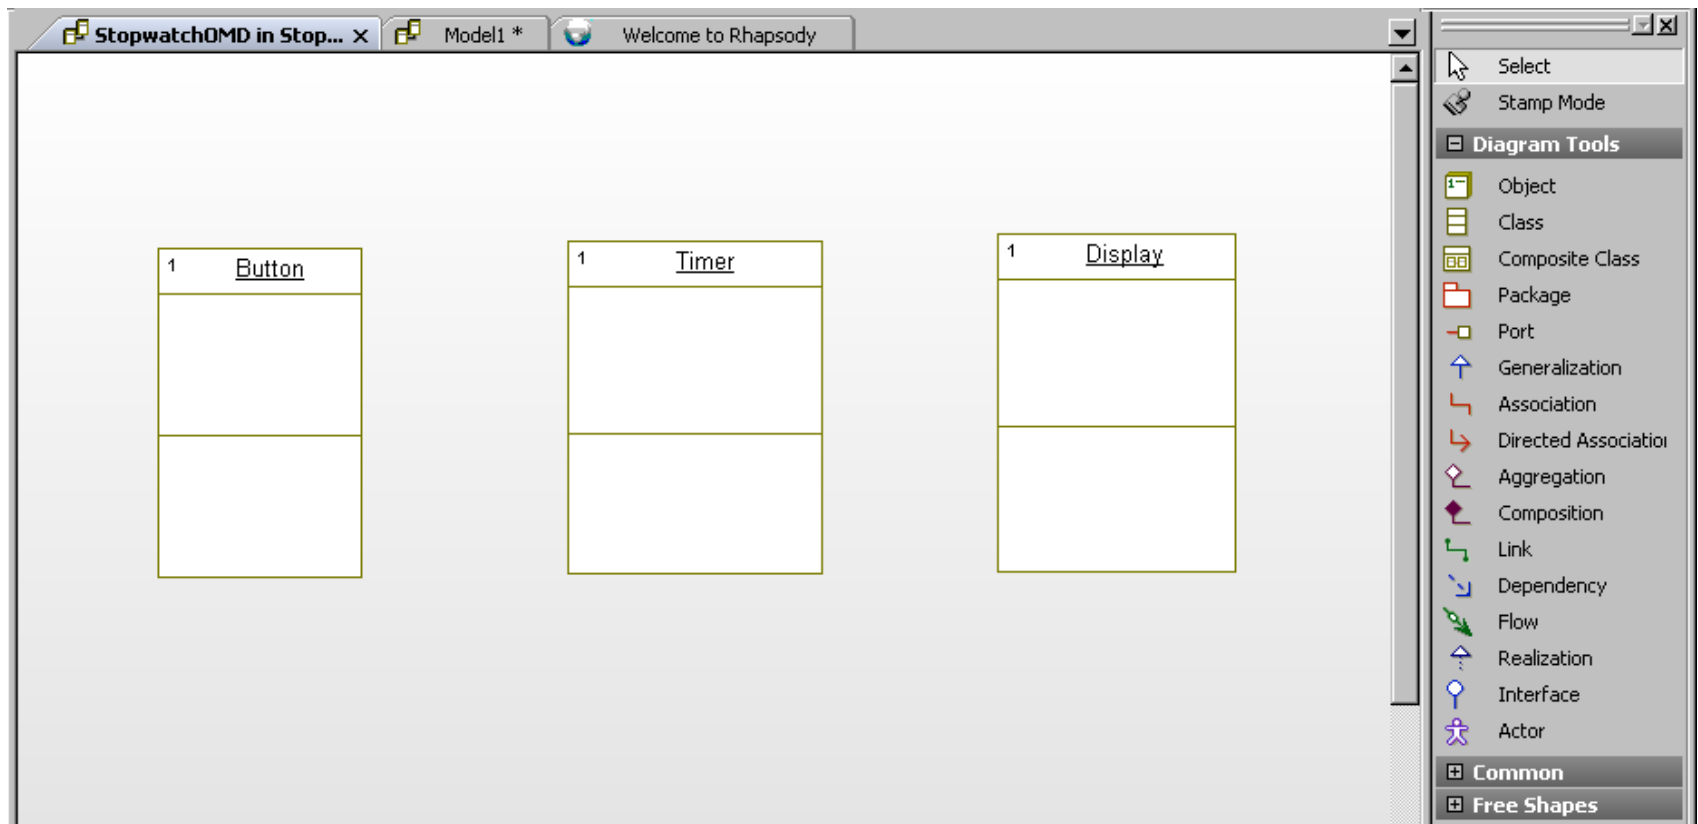 StopwatchOMD in Stop...
Model1 *
Welcome to Rhapsody
1 Button
1 Timer
1 Display
Select
Stamp Mode
Diagram Tools
Object
Class
Composite Class
Package
Port
Generalization
Association
Directed Association
Aggregation
Composition
Link
Dependency
Flow
Realization
Interface
Actor
Common
Free Shapes